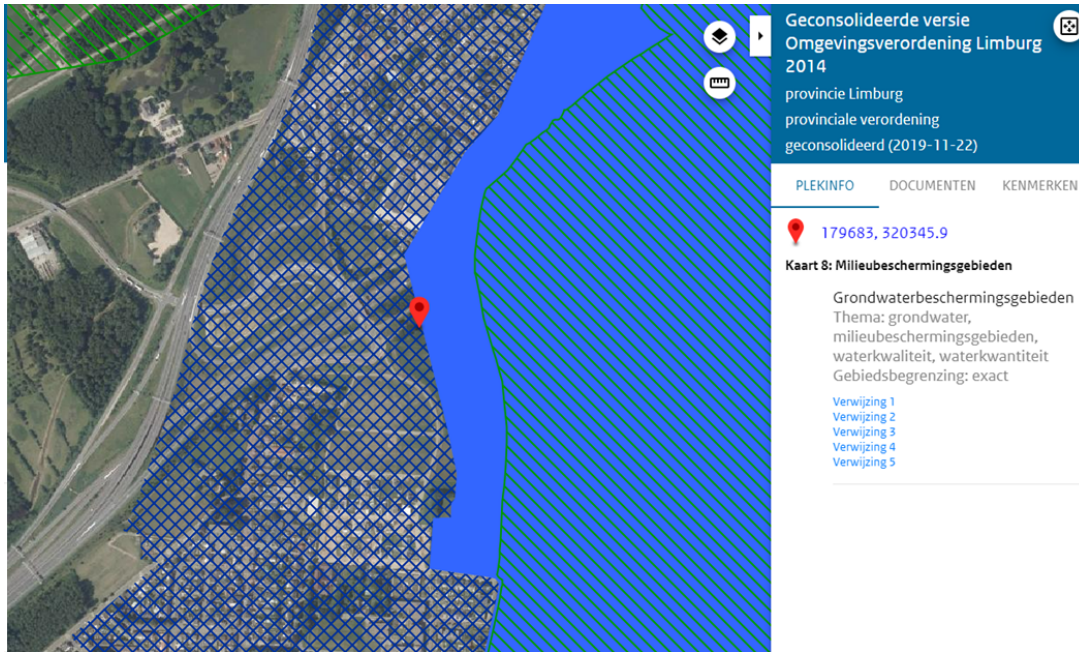 Geconsolideerde versie
Omgevingsverordening Limburg
2014
provincie Limburg
provinciale verordening
geconsolideerd (2019-11-22)
PLEKINFO DOCUMENTEN KENMERKEN
179683, 320345.9
Kaart 8: Milieubeschermingsgebieden
Grondwaterbeschermingsgebieden
Thema: grondwater,
milieubeschermingsgebieden,
waterkwaliteit, waterkwantiteit
Gebiedsbegrenzing: exact
Verwijzing 1
Verwijzing 2
Verwijzing 3
Verwijzing 4
Verwijzing 5